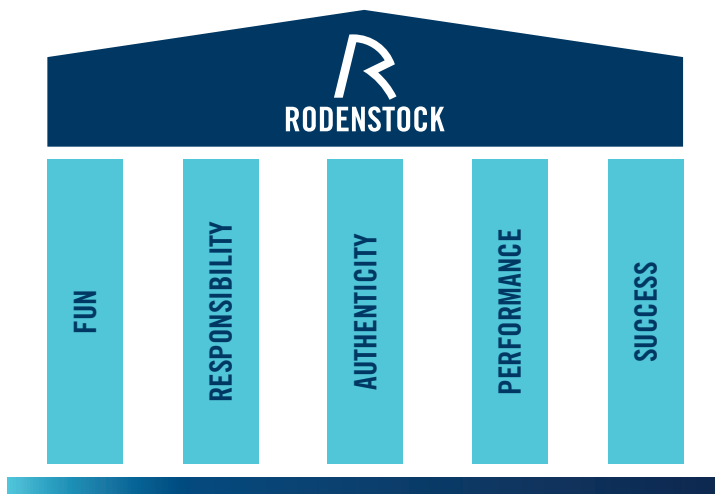 RODENSTOCK
FUN
RESPONSIBILITY
AUTHENTICITY
PERFORMANCE
SUCCESS